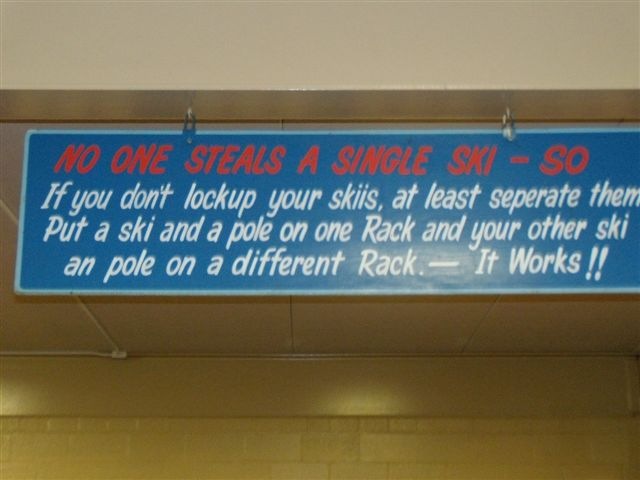 NO ONE STEALS A SINGLE SKI - SO
If you don't lockup your skiis, at least seperate them
Put a ski and a pole on one Rack and your other ski
an pole on a different Rack. — It Works!!